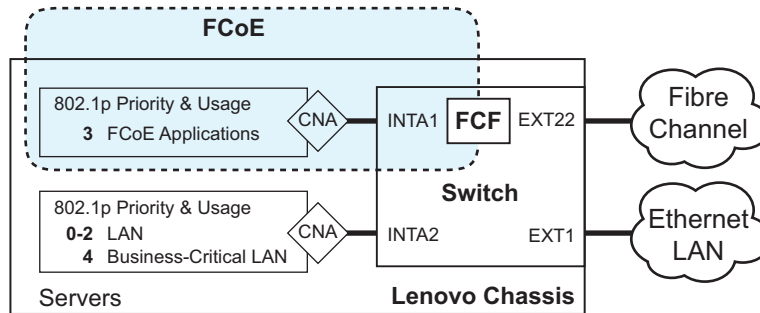 FCoE
802.1p Priority & Usage
3 FCoE Applications
CNA
INTA1
FCF
EXT22
Fibre
Channel
Switch
802.1p Priority & Usage
0-2 LAN
4 Business-Critical LAN
CNA
INTA2
EXT1
Ethernet
LAN
Servers
Lenovo Chassis